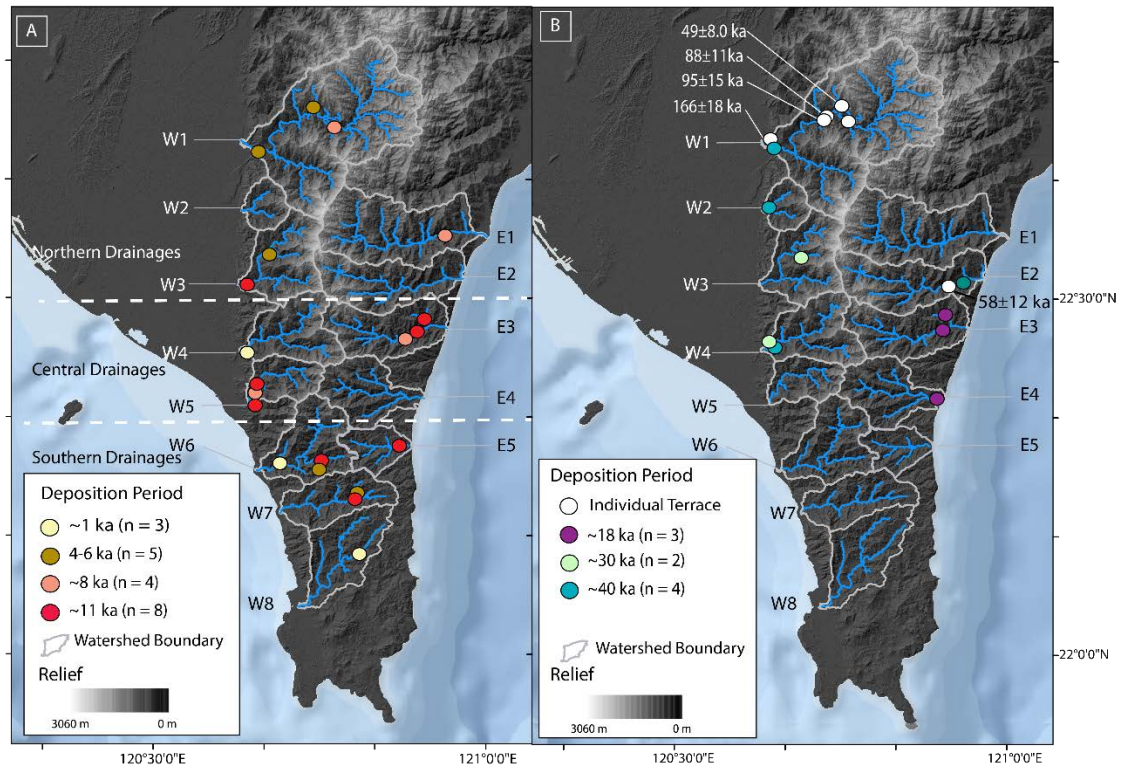 A
W1
W2
Northern Drainages
W3
W4
Central Drainages
W5
W6
Southern Drainages
W7
W8
E1
E2
E3
E4
E5
Deposition Period
~1 ka (n = 3)
4-6 ka (n = 5)
~8 ka (n = 4)
~11 ka (n = 8)
Watershed Boundary
Relief
3060 m 0 m
120°30'0"E 121°0'0"E
B
49±8.0 ka
88±11 ka
95±15 ka
166±18 ka
W1
W2
W3
W4
W5
W6
W7
W8
E1
E2
58±12 ka
E3
E4
E5
22°30'0"N
22°0'0"N
Deposition Period
Individual Terrace
~18 ka (n = 3)
~30 ka (n = 2)
~40 ka (n = 4)
Watershed Boundary
Relief
3060 m 0 m
120°30'0"E 121°0'0"E